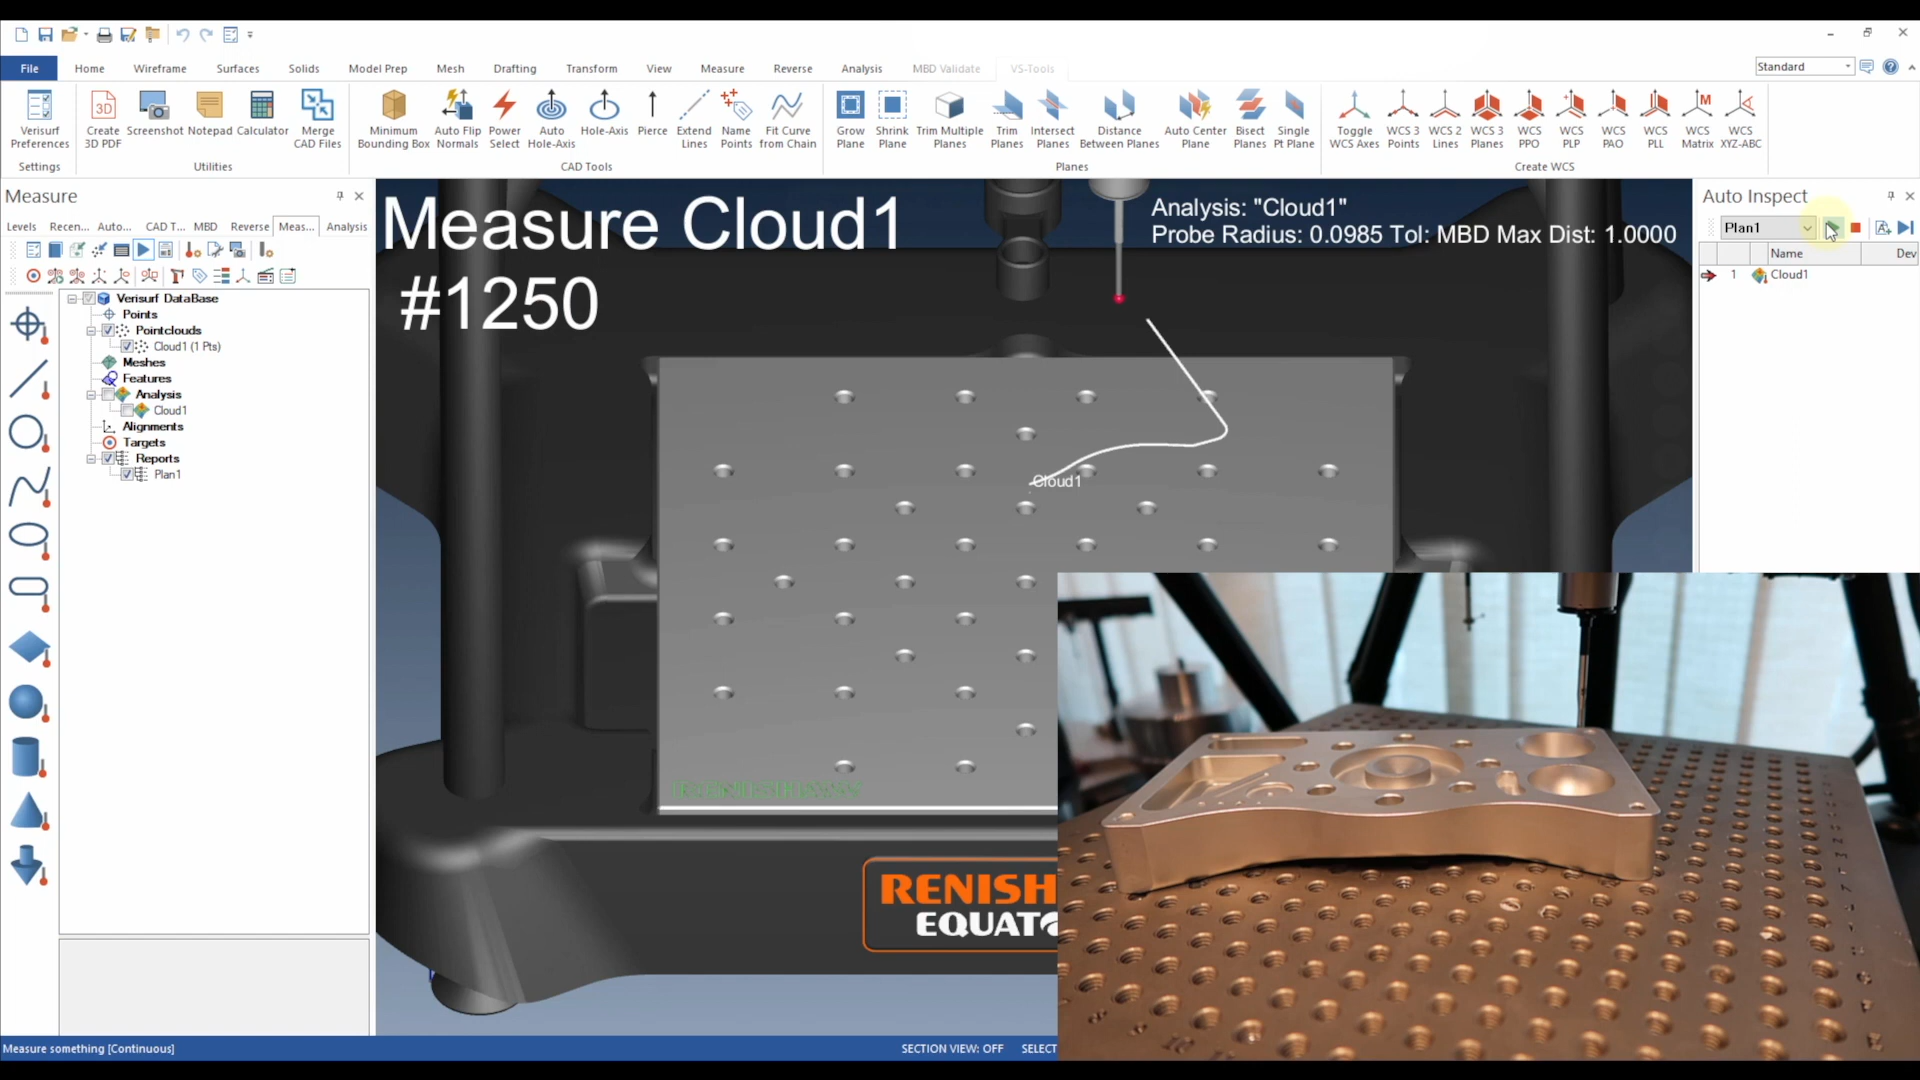 File Home Wireframe Surfaces Solids Model Prep Mesh Drafting Transform View Measure Reverse Analysis MBD Validate VS-Tools Standard
Verisurf Preferences
Create 3D PDF
Screenshot
Notepad
Calculator
Merge CAD Files
Minimum Bounding Box
Auto Flip Normals
Power Select
Auto Hole-Axis
Hole-Axis
Pierce
Extend Lines
Name Points
Fit Curve from Chain
Grow Plane
Shrink Plane
Trim Multiple Planes
Trim Planes
Intersect Planes
Distance Between Planes
Auto Center Plane
Bisect Planes
Single Pt Plane
Toggle WCS Axes
WCS 3 Points
WCS 2 Lines
WCS 3 Planes
WCS PPO
WCS PLP
WCS PAO
WCS PLL
WCS Matrix
WCS XYZ-ABC
Settings Utilities CAD Tools Planes Create WCS
Measure
Levels Recen... Auto... CAD T... MBD Reverse Meas... Analysis
Verisurf DataBase
Points
Pointclouds
Cloud1 (1 Pts)
Meshes
Features
Analysis
Cloud1
Alignments
Targets
Reports
Plan1
Measure Cloud1
#1250
Analysis: "Cloud1"
Probe Radius: 0.0985 Tol: MBD Max Dist: 1.0000
Cloud1
RENISH
EQUATO
Auto Inspect
Plan1
Name Dev
1 Cloud1
Measure something [Continuous] SECTION VIEW: OFF SELECT